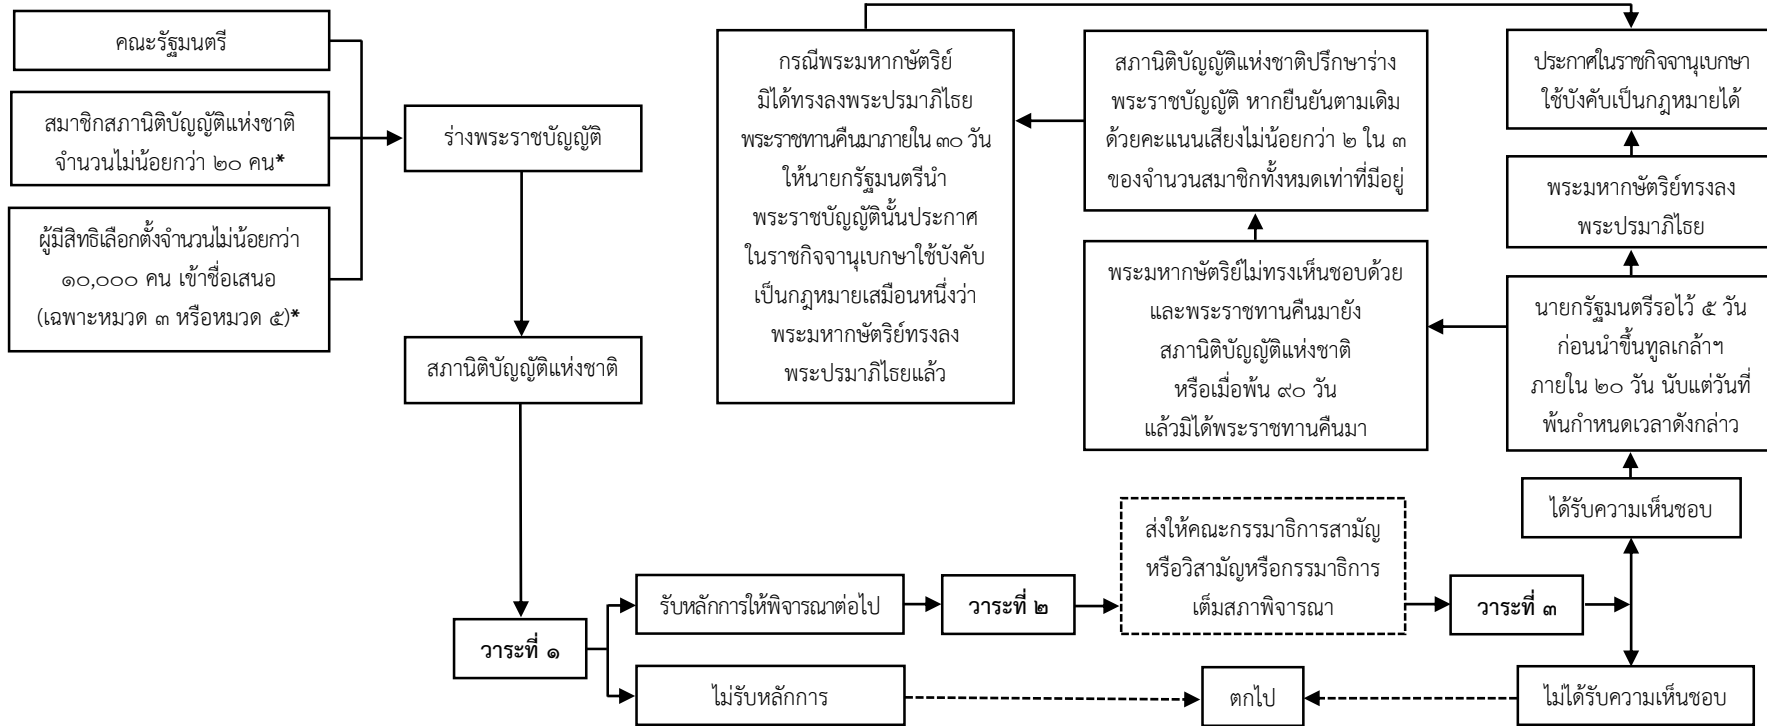 คณะรัฐมนตรี
สมาชิกสภานิติบัญญัติแห่งชาติ
จำนวนไม่น้อยกว่า ๒๐ คน*
ผู้มีสิทธิเลือกตั้งจำนวนไม่น้อยกว่า
๑๐,๐๐๐ คน เข้าชื่อเสนอ
(เฉพาะหมวด ๓ หรือหมวด ๕)*
ร่างพระราชบัญญัติ
สภานิติบัญญัติแห่งชาติ
วาระที่ ๑
รับหลักการให้พิจารณาต่อไป
ไม่รับหลักการ
วาระที่ ๒
ส่งให้คณะกรรมาธิการสามัญ
หรือวิสามัญหรือกรรมาธิการ
เต็มสภาพิจารณา
วาระที่ ๓
ตกไป
ไม่ได้รับความเห็นชอบ
ได้รับความเห็นชอบ
นายกรัฐมนตรีรอไว้ ๕ วัน
ก่อนนำขึ้นทูลเกล้าฯ
ภายใน ๒๐ วัน นับแต่วันที่
พ้นกำหนดเวลาดังกล่าว
พระมหากษัตริย์ทรงลง
พระปรมาภิไธย
ประกาศในราชกิจจานุเบกษา
ใช้บังคับเป็นกฎหมายได้
พระมหากษัตริย์ไม่ทรงเห็นชอบด้วย
และพระราชทานคืนมายัง
สภานิติบัญญัติแห่งชาติ
หรือเมื่อพ้น ๙๐ วัน
แล้วมิได้พระราชทานคืนมา
สภานิติบัญญัติแห่งชาติปรึกษาร่าง
พระราชบัญญัติ หากยืนยันตามเดิม
ด้วยคะแนนเสียงไม่น้อยกว่า ๒ ใน ๓
ของจำนวนสมาชิกทั้งหมดเท่าที่มีอยู่
กรณีพระมหากษัตริย์
มิได้ทรงลงพระปรมาภิไธย
พระราชทานคืนมาภายใน ๓๐ วัน
ให้นายกรัฐมนตรีนำ
พระราชบัญญัตินั้นประกาศ
ในราชกิจจานุเบกษาใช้บังคับ
เป็นกฎหมายเสมือนหนึ่งว่า
พระมหากษัตริย์ทรงลง
พระปรมาภิไธยแล้ว